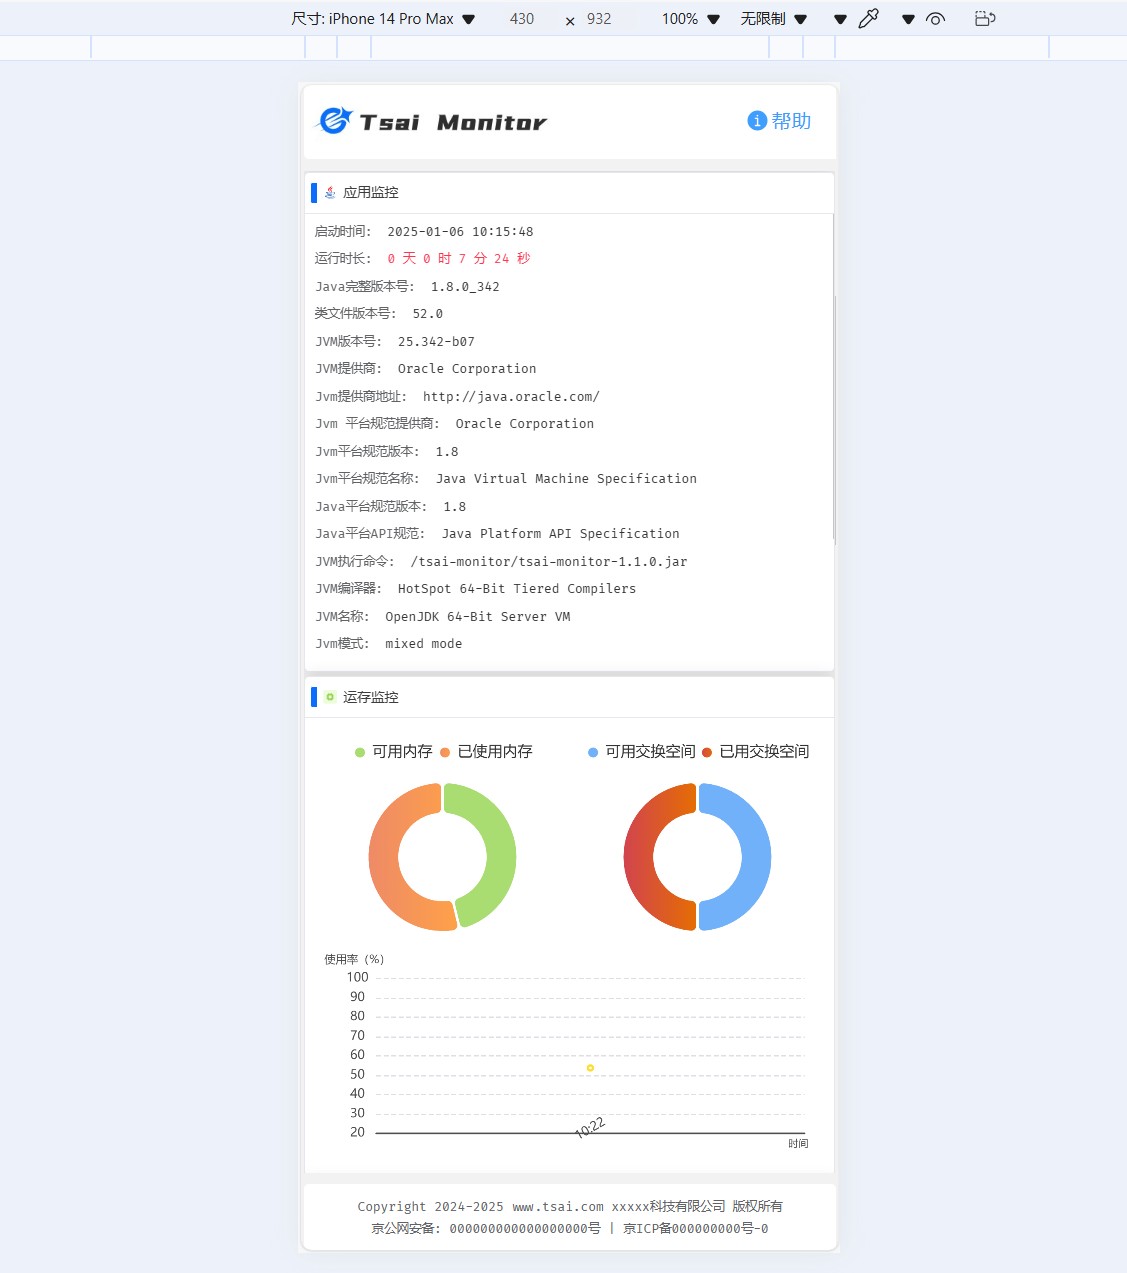 尺寸: iPhone 14 Pro Max 430 × 932 100% 无限制
Tsai Monitor
帮助
应用监控
启动时间: 2025-01-06 10:15:48
运行时长: 0 天 0 时 7 分 24 秒
Java完整版本号: 1.8.0_342
类文件版本号: 52.0
JVM版本号: 25.342-b07
JVM提供商: Oracle Corporation
Jvm提供商地址: http://java.oracle.com/
Jvm 平台规范提供商: Oracle Corporation
Jvm平台规范版本: 1.8
Jvm平台规范名称: Java Virtual Machine Specification
Java平台规范版本: 1.8
Java平台API规范: Java Platform API Specification
JVM执行命令: /tsai-monitor/tsai-monitor-1.1.0.jar
JVM编译器: HotSpot 64-Bit Tiered Compilers
JVM名称: OpenJDK 64-Bit Server VM
Jvm模式: mixed mode
运存监控
可用内存 已使用内存 可用交换空间 已用交换空间
使用率（%）
100
90
80
70
60
50
40
30
20
10:22
时间
Copyright 2024-2025 www.tsai.com xxxxx科技有限公司 版权所有
京公网安备: 000000000000000000号 | 京ICP备000000000号-0